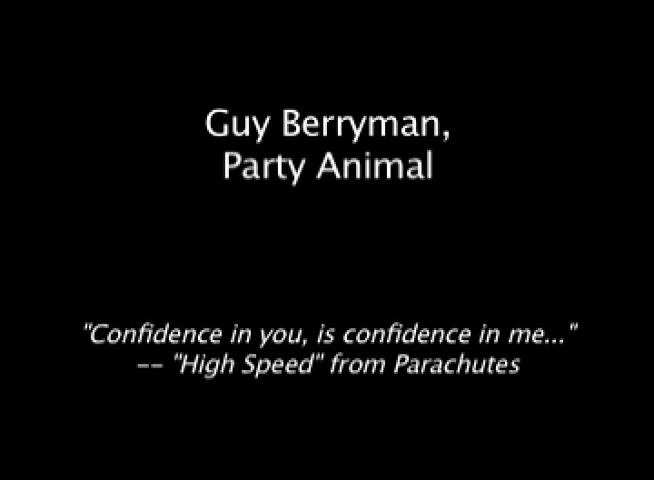 Guy Berryman,
Party Animal
"Confidence in you, is confidence in me..."
-- "High Speed" from Parachutes